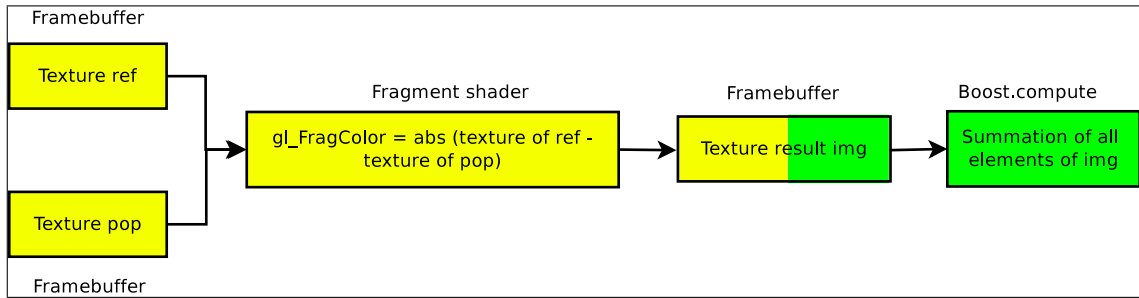 Framebuffer
Texture ref
Texture pop
Framebuffer
Fragment shader
gl_FragColor = abs (texture of ref -
texture of pop)
Framebuffer
Texture result img
Boost.compute
Summation of all
elements of img